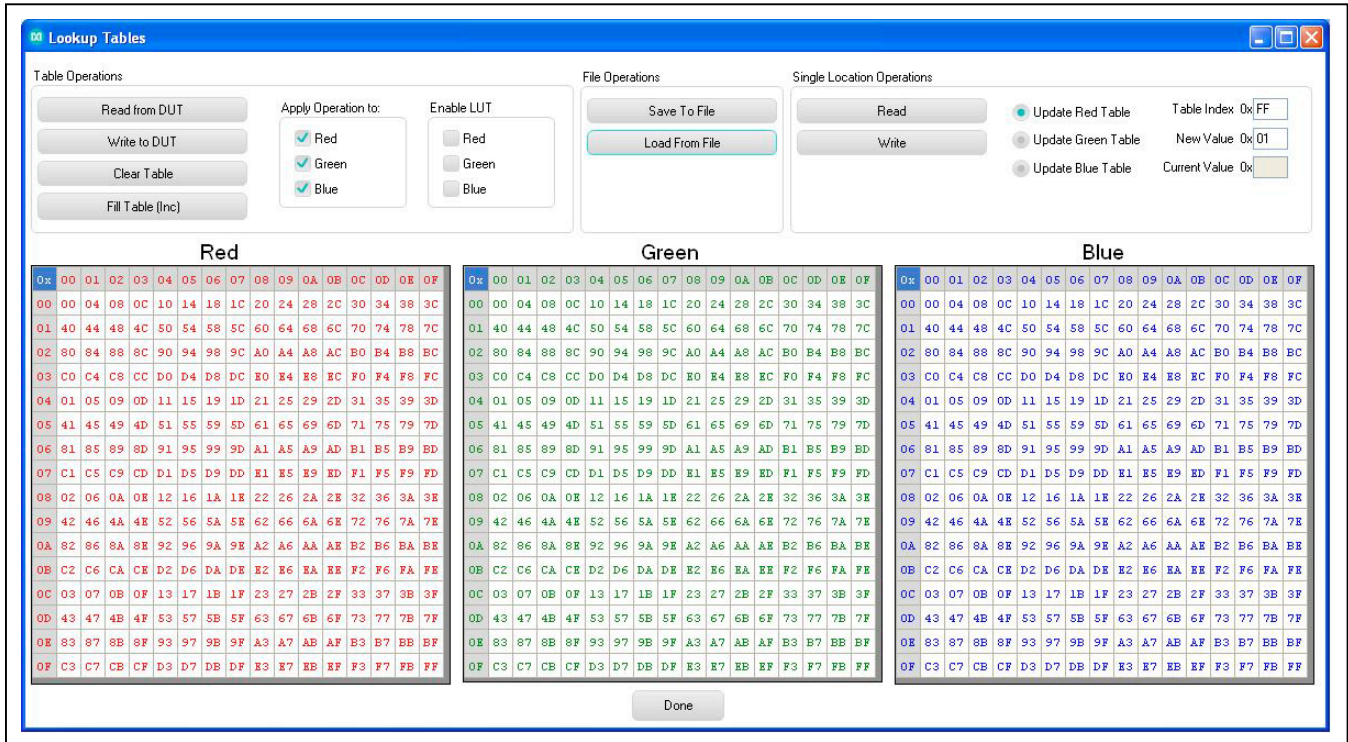 Lookup Tables
Table Operations
Read from DUT
Write to DUT
Clear Table
Fill Table (Inc)
Apply Operation to:
Red
Green
Blue
Enable LUT
Red
Green
Blue
File Operations
Save To File
Load From File
Single Location Operations
Read
Write
Update Red Table
Update Green Table
Update Blue Table
Table Index 0x FF
New Value 0x 01
Current Value 0x
Red
0x 00 01 02 03 04 05 06 07 08 09 0A 0B 0C 0D 0E 0F
00 00 04 08 0C 10 14 18 1C 20 24 28 2C 30 34 38 3C
01 40 44 48 4C 50 54 58 5C 60 64 68 6C 70 74 78 7C
02 80 84 88 8C 90 94 98 9C A0 A4 A8 AC B0 B4 B8 BC
03 C0 C4 C8 CC D0 D4 D8 DC E0 E4 E8 EC F0 F4 F8 FC
04 01 05 09 0D 11 15 19 1D 21 25 29 2D 31 35 39 3D
05 41 45 49 4D 51 55 59 5D 61 65 69 6D 71 75 79 7D
06 81 85 89 8D 91 95 99 9D A1 A5 A9 AD B1 B5 B9 BD
07 C1 C5 C9 CD D1 D5 D9 DD E1 E5 E9 ED F1 F5 F9 FD
08 02 06 0A 0E 12 16 1A 1E 22 26 2A 2E 32 36 3A 3E
09 42 46 4A 4E 52 56 5A 5E 62 66 6A 6E 72 76 7A 7E
0A 82 86 8A 8E 92 96 9A 9E A2 A6 AA AE B2 B6 BA BE
0B C2 C6 CA CE D2 D6 DA DE E2 E6 EA EE F2 F6 FA FE
0C 03 07 0B 0F 13 17 1B 1F 23 27 2B 2F 33 37 3B 3F
0D 43 47 4B 4F 53 57 5B 5F 63 67 6B 6F 73 77 7B 7F
0E 83 87 8B 8F 93 97 9B 9F A3 A7 AB AF B3 B7 BB BF
0F C3 C7 CB CF D3 D7 DB DF E3 E7 EB EF F3 F7 FB FF
Green
0x 00 01 02 03 04 05 06 07 08 09 0A 0B 0C 0D 0E 0F
00 00 04 08 0C 10 14 18 1C 20 24 28 2C 30 34 38 3C
01 40 44 48 4C 50 54 58 5C 60 64 68 6C 70 74 78 7C
02 80 84 88 8C 90 94 98 9C A0 A4 A8 AC B0 B4 B8 BC
03 C0 C4 C8 CC D0 D4 D8 DC E0 E4 E8 EC F0 F4 F8 FC
04 01 05 09 0D 11 15 19 1D 21 25 29 2D 31 35 39 3D
05 41 45 49 4D 51 55 59 5D 61 65 69 6D 71 75 79 7D
06 81 85 89 8D 91 95 99 9D A1 A5 A9 AD B1 B5 B9 BD
07 C1 C5 C9 CD D1 D5 D9 DD E1 E5 E9 ED F1 F5 F9 FD
08 02 06 0A 0E 12 16 1A 1E 22 26 2A 2E 32 36 3A 3E
09 42 46 4A 4E 52 56 5A 5E 62 66 6A 6E 72 76 7A 7E
0A 82 86 8A 8E 92 96 9A 9E A2 A6 AA AE B2 B6 BA BE
0B C2 C6 CA CE D2 D6 DA DE E2 E6 EA EE F2 F6 FA FE
0C 03 07 0B 0F 13 17 1B 1F 23 27 2B 2F 33 37 3B 3F
0D 43 47 4B 4F 53 57 5B 5F 63 67 6B 6F 73 77 7B 7F
0E 83 87 8B 8F 93 97 9B 9F A3 A7 AB AF B3 B7 BB BF
0F C3 C7 CB CF D3 D7 DB DF E3 E7 EB EF F3 F7 FB FF
Blue
0x 00 01 02 03 04 05 06 07 08 09 0A 0B 0C 0D 0E 0F
00 00 04 08 0C 10 14 18 1C 20 24 28 2C 30 34 38 3C
01 40 44 48 4C 50 54 58 5C 60 64 68 6C 70 74 78 7C
02 80 84 88 8C 90 94 98 9C A0 A4 A8 AC B0 B4 B8 BC
03 C0 C4 C8 CC D0 D4 D8 DC E0 E4 E8 EC F0 F4 F8 FC
04 01 05 09 0D 11 15 19 1D 21 25 29 2D 31 35 39 3D
05 41 45 49 4D 51 55 59 5D 61 65 69 6D 71 75 79 7D
06 81 85 89 8D 91 95 99 9D A1 A5 A9 AD B1 B5 B9 BD
07 C1 C5 C9 CD D1 D5 D9 DD E1 E5 E9 ED F1 F5 F9 FD
08 02 06 0A 0E 12 16 1A 1E 22 26 2A 2E 32 36 3A 3E
09 42 46 4A 4E 52 56 5A 5E 62 66 6A 6E 72 76 7A 7E
0A 82 86 8A 8E 92 96 9A 9E A2 A6 AA AE B2 B6 BA BE
0B C2 C6 CA CE D2 D6 DA DE E2 E6 EA EE F2 F6 FA FE
0C 03 07 0B 0F 13 17 1B 1F 23 27 2B 2F 33 37 3B 3F
0D 43 47 4B 4F 53 57 5B 5F 63 67 6B 6F 73 77 7B 7F
0E 83 87 8B 8F 93 97 9B 9F A3 A7 AB AF B3 B7 BB BF
0F C3 C7 CB CF D3 D7 DB DF E3 E7 EB EF F3 F7 FB FF
Done